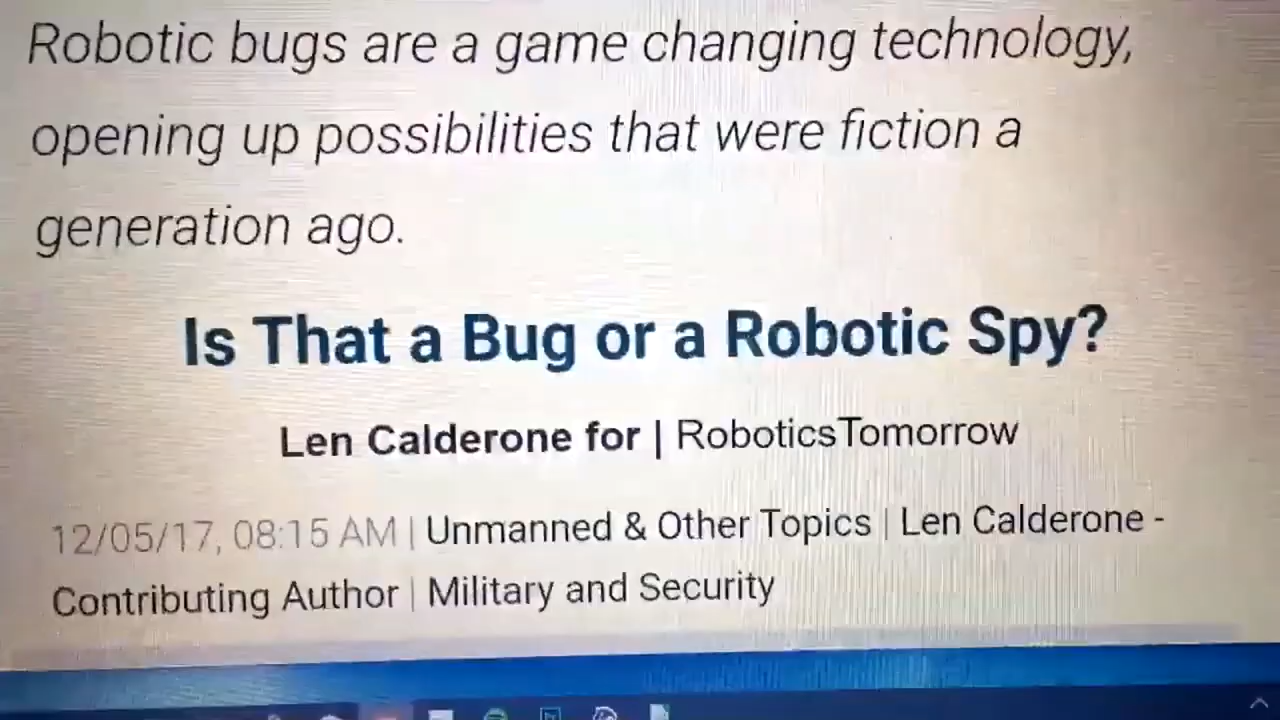 Robotic bugs are a game changing technology,
opening up possibilities that were fiction a
generation ago.
Is That a Bug or a Robotic Spy?
Len Calderone for | RoboticsTomorrow
12/05/17, 08:15 AM | Unmanned & Other Topics | Len Calderone -
Contributing Author | Military and Security